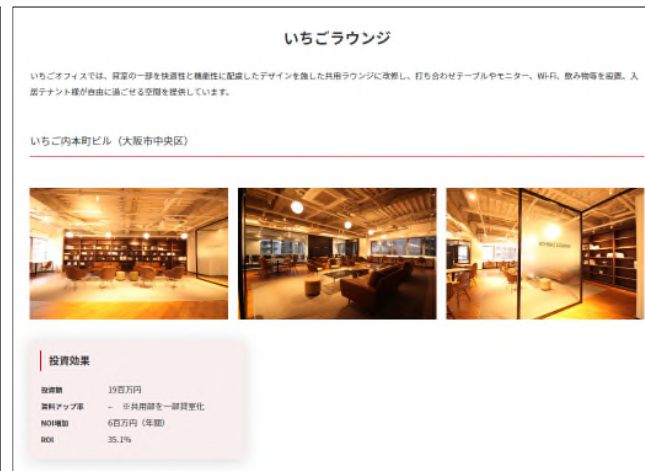 いちごラウンジ
いちごオフィスでは、貸室の一部を快適性と機能性に配慮したデザインを施した共用ラウンジに改修し、打ち合わせテーブルやモニター、Wi-Fi、飲み物等を設置。入
居テナント様が自由に過ごせる空間を提供しています。
いちご内本町ビル（大阪市中央区）
投資効果
投資額 19百万円
賃料アップ率 - ※共用部を一部貸室化
NOI増加 6百万円（年間）
ROI 35.1%